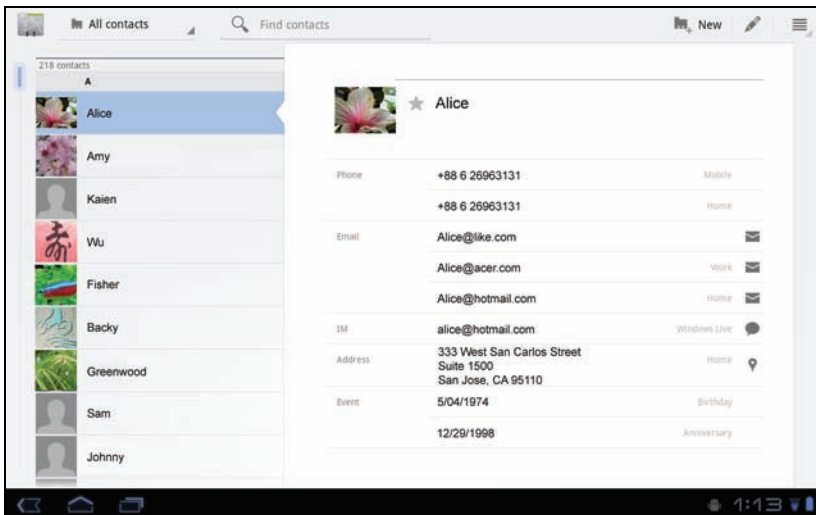 All contacts
Find contacts
New
218 contacts
A
Alice
Amy
Kaien
Wu
Fisher
Backy
Greenwood
Sam
Johnny
Alice
Phone +88 6 26963131 Mobile
+88 6 26963131 Home
Email Alice@like.com
Alice@acer.com Work
Alice@hotmail.com Home
IM alice@hotmail.com Windows Live
Address 333 West San Carlos Street Home
Suite 1500
San Jose, CA 95110
Event 5/04/1974 Birthday
12/29/1998 Anniversary
1:13